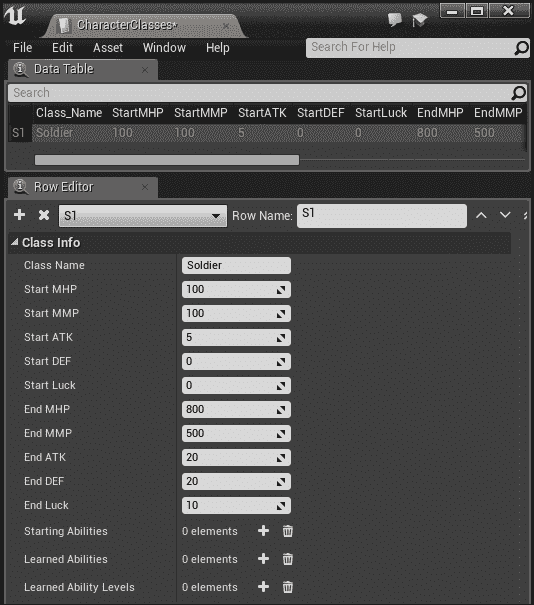 CharacterClasses*
File Edit Asset Window Help Search For Help
Data Table
Search
Class_Name StartMHP StartMMP StartATK StartDEF StartLuck EndMHP EndMMP
S1 Soldier 100 100 5 0 0 800 500
Row Editor
S1 Row Name: S1
Class Info
Class Name Soldier
Start MHP 100
Start MMP 100
Start ATK 5
Start DEF 0
Start Luck 0
End MHP 800
End MMP 500
End ATK 20
End DEF 20
End Luck 10
Starting Abilities 0 elements
Learned Abilities 0 elements
Learned Ability Levels 0 elements